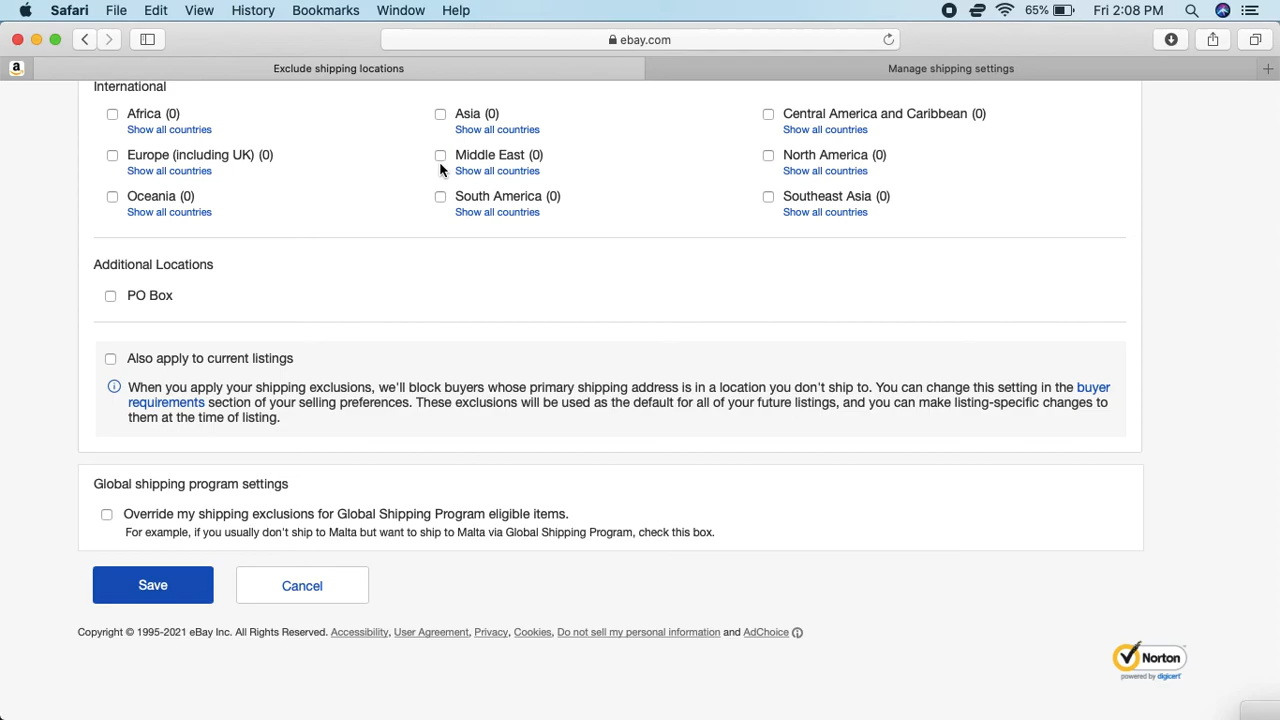 Safari File Edit View History Bookmarks Window Help 65% Fri 2:08 PM
ebay.com
a Exclude shipping locations Manage shipping settings
International
Africa (0) Asia (0) Central America and Caribbean (0)
Show all countries Show all countries Show all countries
Europe (including UK) (0) Middle East (0) North America (0)
Show all countries Show all countries Show all countries
Oceania (0) South America (0) Southeast Asia (0)
Show all countries Show all countries Show all countries
Additional Locations
PO Box
Also apply to current listings
When you apply your shipping exclusions, we'll block buyers whose primary shipping address is in a location you don't ship to. You can change this setting in the buyer
requirements section of your selling preferences. These exclusions will be used as the default for all of your future listings, and you can make listing-specific changes to
them at the time of listing.
Global shipping program settings
Override my shipping exclusions for Global Shipping Program eligible items.
For example, if you usually don't ship to Malta but want to ship to Malta via Global Shipping Program, check this box.
Save Cancel
Copyright © 1995-2021 eBay Inc. All Rights Reserved. Accessibility, User Agreement, Privacy, Cookies, Do not sell my personal information and AdChoice
Norton
powered by digicert